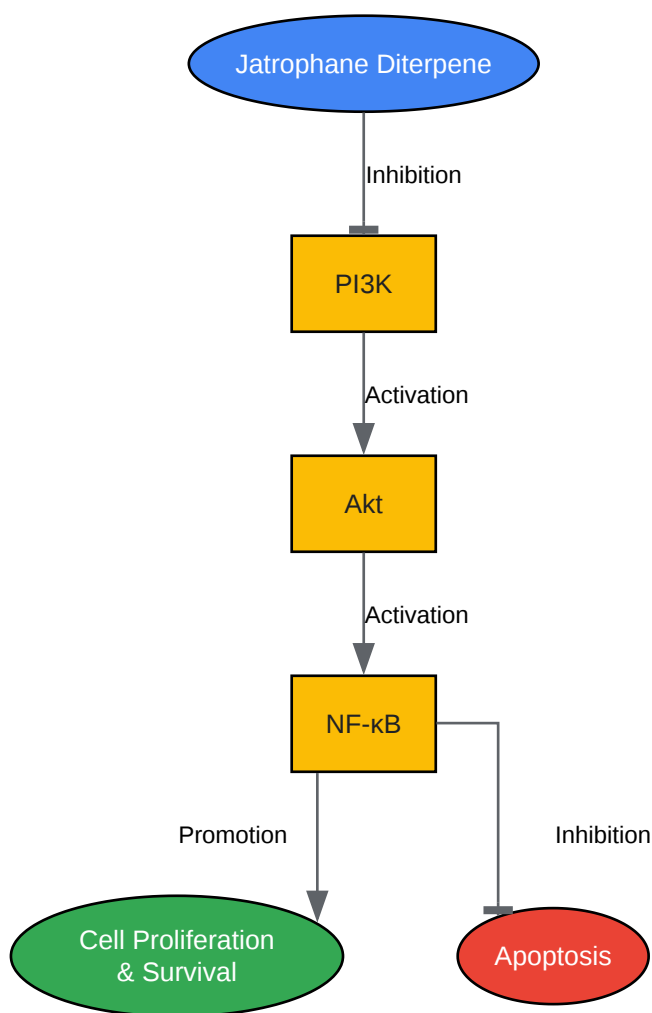 Jatrophane Diterpene
Inhibition
PI3K
Activation
Akt
Activation
NF-κB
Promotion
Inhibition
Cell Proliferation
& Survival
Apoptosis